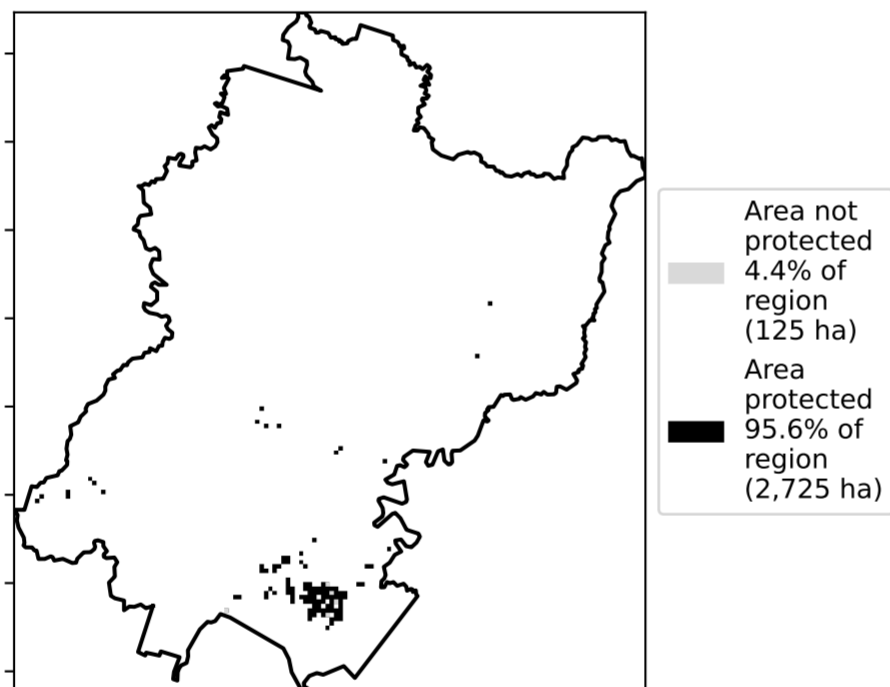 Area not
protected
4.4% of
region
(125 ha)
Area
protected
95.6% of
region
(2,725 ha)